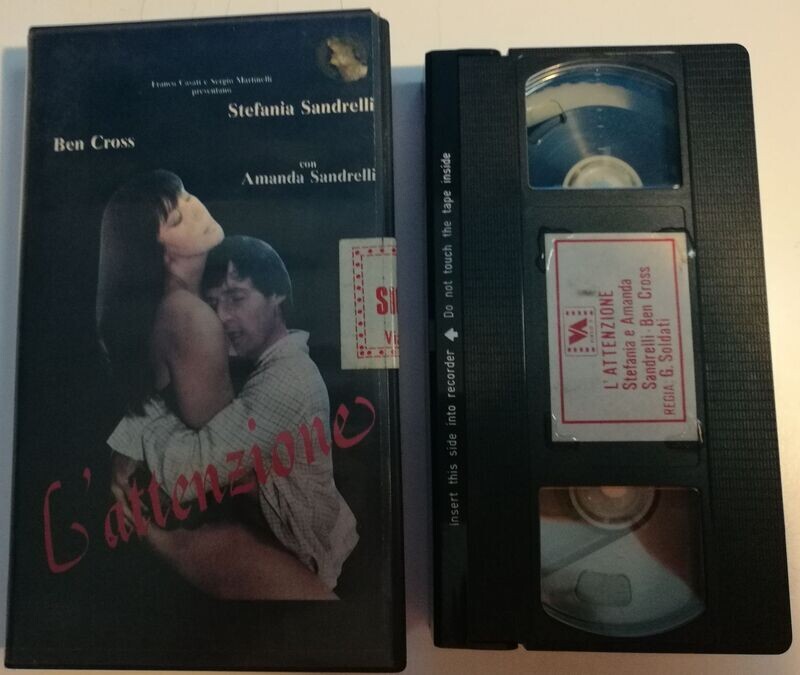 Franco Casati e Sergio Martinelli
presentano
Stefania Sandrelli
Ben Cross
con
Amanda Sandrelli
L'attenzione
Insert this side into recorder Do not touch the tape inside
VA
L'ATTENZIONE
Stefania e Amanda
Sandrelli - Ben Cross
REGIA: G. Soldati